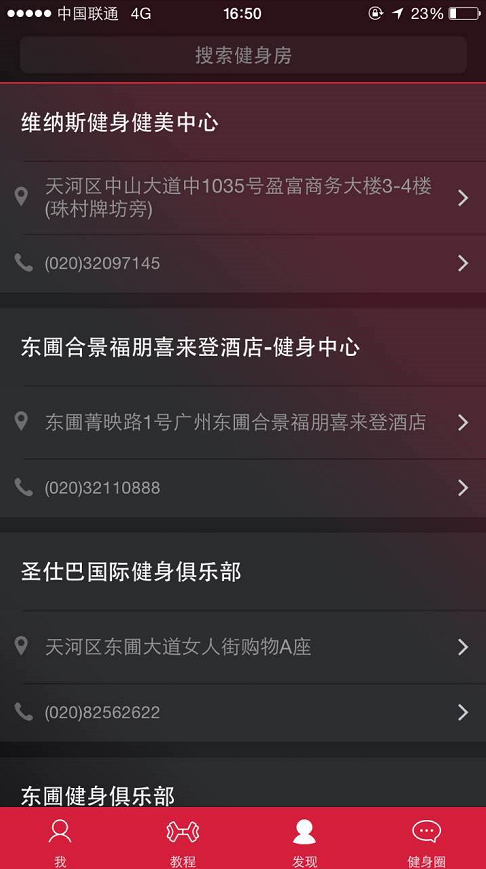 中国联通 4G 16:50 23%
搜索健身房
维纳斯健身健美中心
天河区中山大道中1035号盈富商务大楼3-4楼
(珠村牌坊旁)
(020)32097145
东圃合景福朋喜来登酒店-健身中心
东圃菁映路1号广州东圃合景福朋喜来登酒店
(020)32110888
圣仕巴国际健身俱乐部
天河区东圃大道女人街购物A座
(020)82562622
东圃健身俱乐部
我 教程 发现 健身圈